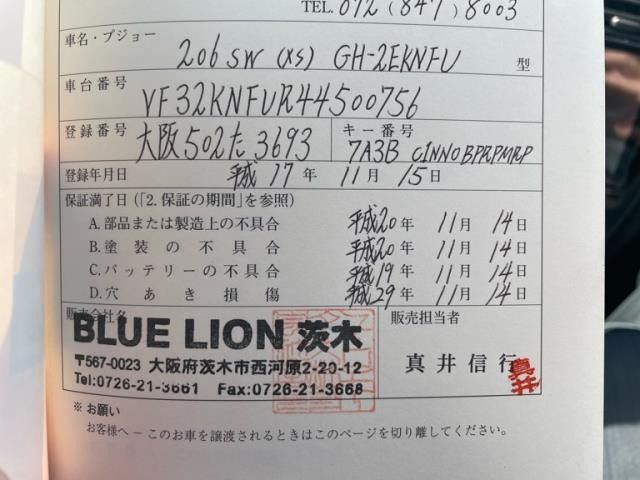 TEL. 072 (847) 8003
車名・プジョー 206 SW (XS) GH-2EKNFU 型
車台番号 VF32KNFUR44500756
登録番号 大阪502た3693 キー番号 7A3B C1NN0BPRPMRP
登録年月日 平成17年 11月 15日
保証満了日(「2. 保証の期間」を参照)
A. 部品または製造上の不具合 平成20年 11月 14日
B. 塗装の不具合 平成20年 11月 14日
C. バッテリーの不具合 平成19年 11月 14日
D. 穴あき損傷 平成29年 11月 14日
販売会社名 販売担当者
BLUE LION 茨木
〒567-0023 大阪府茨木市西河原2-20-12
Tel:0726-21-3661 Fax:0726-21-3668
真井信行 真井
※ お願い
お客様へ－このお車を譲渡されるときはこのページを切り離してください。